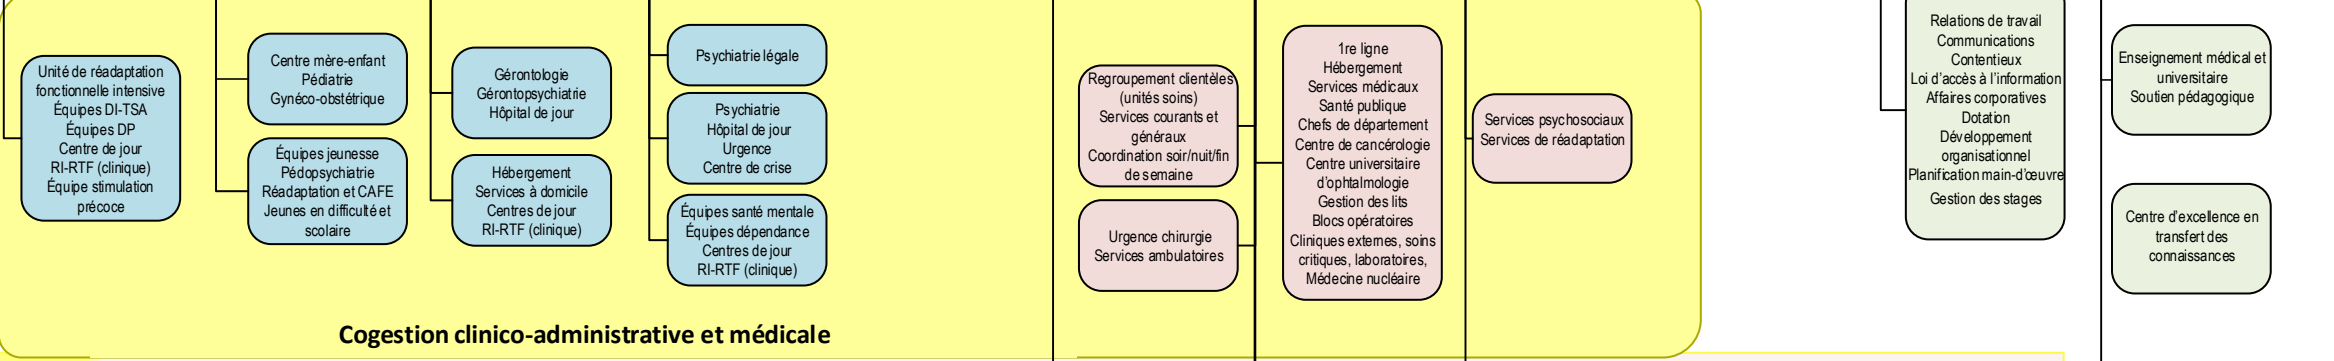 Unité de réadaptation
fonctionnelle intensive
Équipes DI-TSA
Équipes DP
Centre de jour
RI-RTF (clinique)
Équipe stimulation
précoce
Centre mère-enfant
Pédiatrie
Gynéco-obstétrique
Équipes jeunesse
Pédopsychiatrie
Réadaptation et CAFE
Jeunes en difficulté et
scolaire
Gérontologie
Gérontopsychiatrie
Hôpital de jour
Hébergement
Services à domicile
Centres de jour
RI-RTF (clinique)
Psychiatrie légale
Psychiatrie
Hôpital de jour
Urgence
Centre de crise
Équipes santé mentale
Équipes dépendance
Centres de jour
RI-RTF (clinique)
Regroupement clientèles
(unités soins)
Services courants et
généraux
Coordination soir/nuit/fin
de semaine
Urgence chirurgie
Services ambulatoires
1re ligne
Hébergement
Services médicaux
Santé publique
Chefs de département
Centre de cancérologie
Centre universitaire
d’ophtalmologie
Gestion des lits
Blocs opératoires
Cliniques externes, soins
critiques, laboratoires,
Médecine nucléaire
Services psychosociaux
Services de réadaptation
Relations de travail
Communications
Contentieux
Loi d’accès à l’information
Affaires corporatives
Dotation
Développement
organisationnel
Planification main-d’œuvre
Gestion des stages
Enseignement médical et
universitaire
Soutien pédagogique
Centre d’excellence en
transfert des
connaissances
Cogestion clinico-administrative et médicale